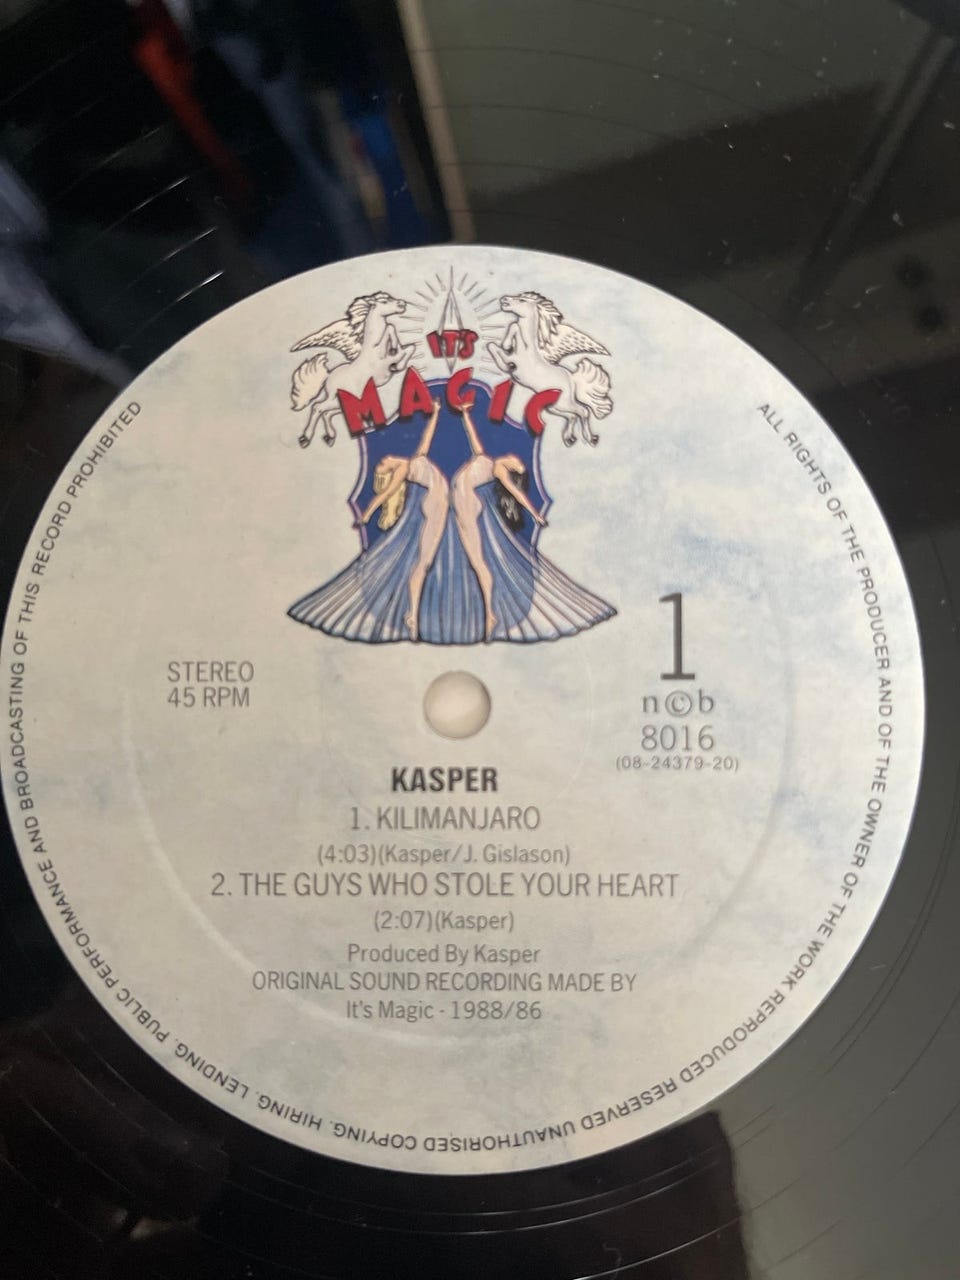 IT'S
MAGIC
STEREO
45 RPM
1
n©b
8016
(08-24379-20)
KASPER
1. KILIMANJARO
(4:03)(Kasper/J. Gislason)
2. THE GUYS WHO STOLE YOUR HEART
(2:07)(Kasper)
Produced By Kasper
ORIGINAL SOUND RECORDING MADE BY
It's Magic - 1988/86
ALL RIGHTS OF THE PRODUCER AND OF THE OWNER OF THE WORK REPRODUCED RESERVED UNAUTHORISED COPYING. HIRING. LENDING. PUBLIC PERFORMANCE AND BROADCASTING OF THIS RECORD PROHIBITED